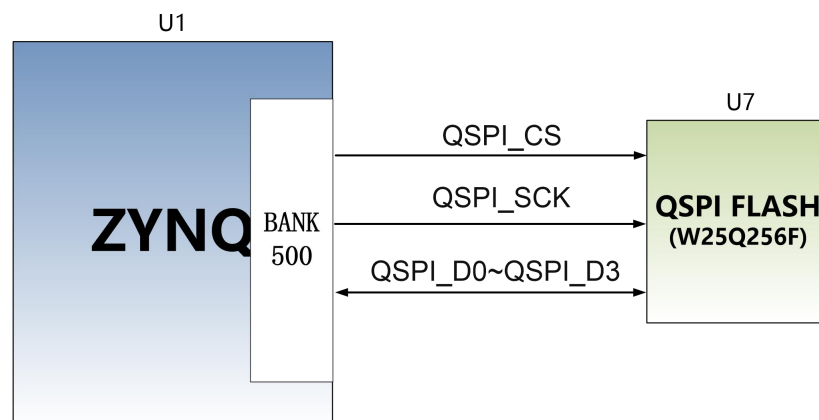 U1
U7
QSPI_CS
ZYNQ
BANK
500
QSPI_SCK
QSPI FLASH
(W25Q256F)
QSPI_D0~QSPI_D3